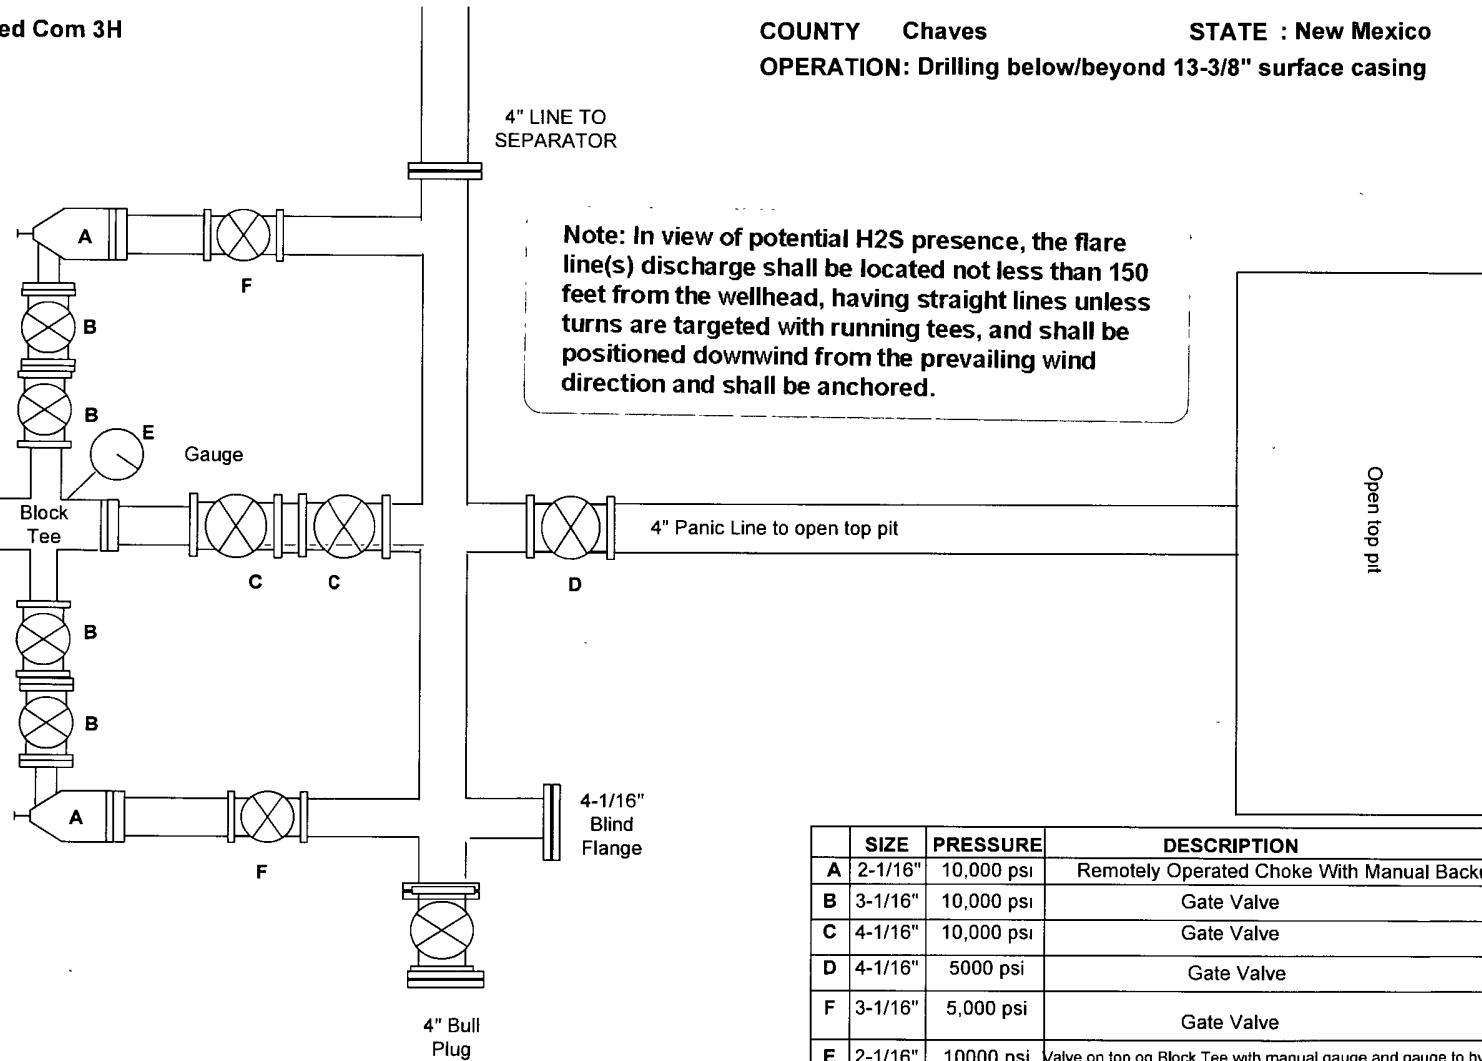 ed Com 3H
COUNTY Chaves STATE : New Mexico
OPERATION: Drilling below/beyond 13-3/8" surface casing
4" LINE TO
SEPARATOR
Note: In view of potential H2S presence, the flare
line(s) discharge shall be located not less than 150
feet from the wellhead, having straight lines unless
turns are targeted with running tees, and shall be
positioned downwind from the prevailing wind
direction and shall be anchored.
A
F
B
B
E
Gauge
Block
Tee
C C
4" Panic Line to open top pit
D
Open top pit
B
B
A
F
4-1/16"
Blind
Flange
4" Bull
Plug
SIZE PRESSURE DESCRIPTION
A 2-1/16" 10,000 psi Remotely Operated Choke With Manual Back
B 3-1/16" 10,000 psi Gate Valve
C 4-1/16" 10,000 psi Gate Valve
D 4-1/16" 5000 psi Gate Valve
F 3-1/16" 5,000 psi Gate Valve
E 2-1/16" 10000 psi Valve on top og Block Tee with manual gauge and gauge to hy